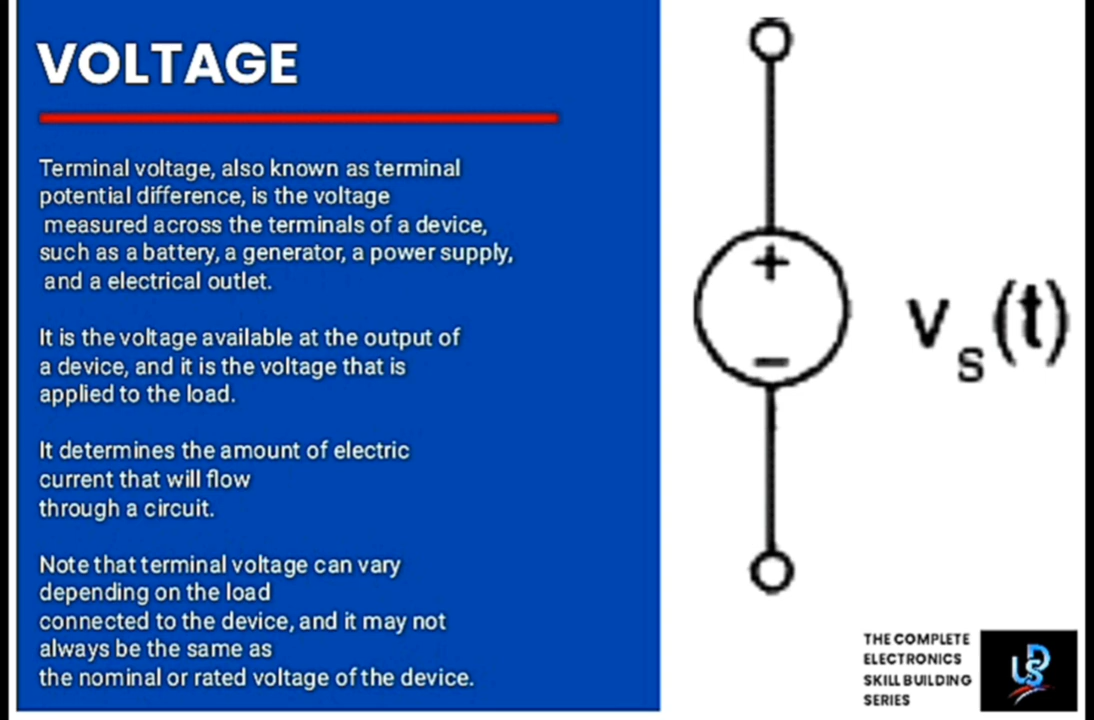 VOLTAGE
Terminal voltage, also known as terminal
potential difference, is the voltage
measured across the terminals of a device,
such as a battery, a generator, a power supply,
and a electrical outlet.
It is the voltage available at the output of
a device, and it is the voltage that is
applied to the load.
It determines the amount of electric
current that will flow
through a circuit.
Note that terminal voltage can vary
depending on the load
connected to the device, and it may not
always be the same as
the nominal or rated voltage of the device.
+
−
v s (t)
THE COMPLETE
ELECTRONICS
SKILL BUILDING
SERIES